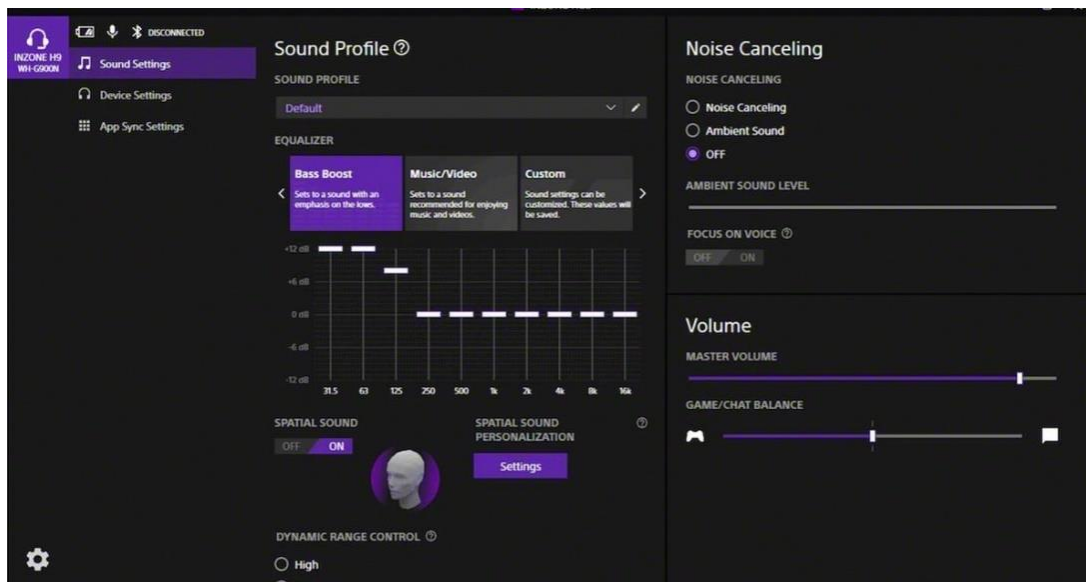 INZONE H9
WH-G900N
DISCONNECTED
Sound Settings
Device Settings
App Sync Settings
Sound Profile ?
SOUND PROFILE
Default
EQUALIZER
Bass Boost
Sets to a sound with an
emphasis on the lows.
Music/Video
Sets to a sound
recommended for enjoying
music and videos.
Custom
Sound settings can be
customized. These values will
be saved.
+12 dB
+6 dB
0 dB
-6 dB
-12 dB
31.5 63 125 250 500 1k 2k 4k 8k 16k
SPATIAL SOUND
OFF ON
SPATIAL SOUND ?
PERSONALIZATION
Settings
DYNAMIC RANGE CONTROL ?
High
Noise Canceling
NOISE CANCELING
Noise Canceling
Ambient Sound
OFF
AMBIENT SOUND LEVEL
FOCUS ON VOICE ?
OFF ON
Volume
MASTER VOLUME
GAME/CHAT BALANCE